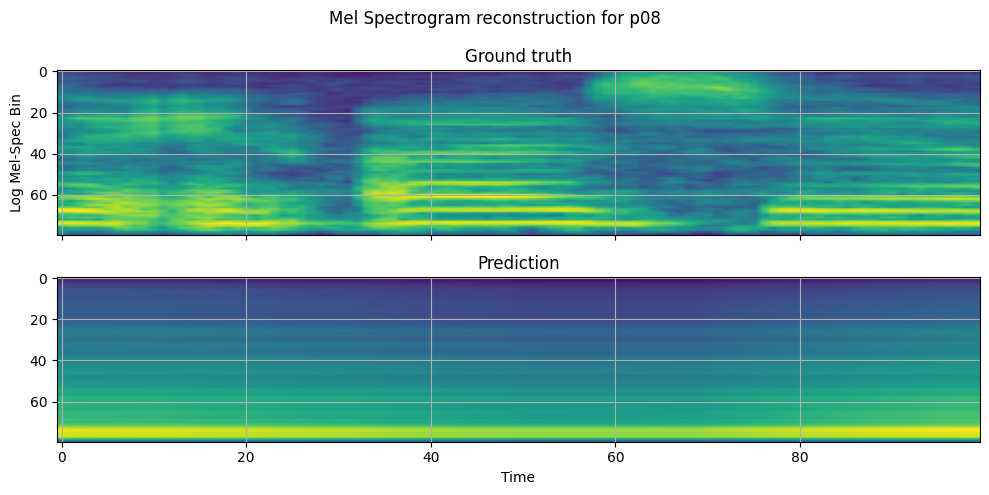 Mel Spectrogram reconstruction for p08
Ground truth
0
20
40
60
Log Mel-Spec Bin
Prediction
0
20
40
60
0 20 40 60 80
Time